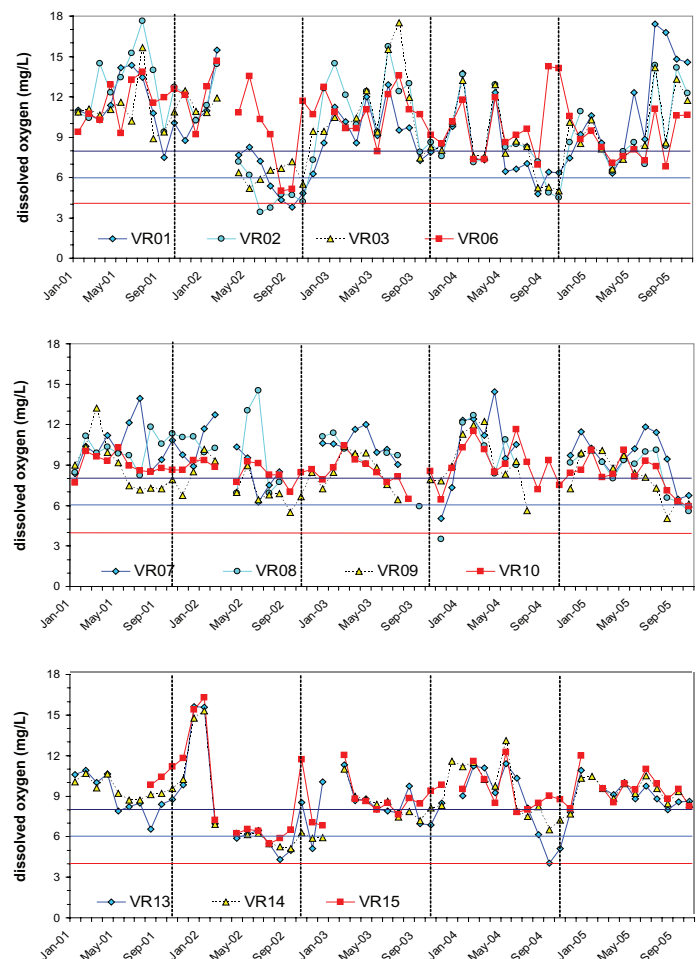 dissolved oxygen (mg/L)
18
15
12
9
6
3
0
VR01 VR02 VR03 VR06
Jan-01 May-01 Sep-01 Jan-02 May-02 Sep-02 Jan-03 May-03 Sep-03 Jan-04 May-04 Sep-04 Jan-05 May-05 Sep-05
dissolved oxygen (mg/L)
18
15
12
9
6
3
0
VR07 VR08 VR09 VR10
Jan-01 May-01 Sep-01 Jan-02 May-02 Sep-02 Jan-03 May-03 Sep-03 Jan-04 May-04 Sep-04 Jan-05 May-05 Sep-05
dissolved oxygen (mg/L)
18
15
12
9
6
3
0
VR13 VR14 VR15
Jan-01 May-01 Sep-01 Jan-02 May-02 Sep-02 Jan-03 May-03 Sep-03 Jan-04 May-04 Sep-04 Jan-05 May-05 Sep-05